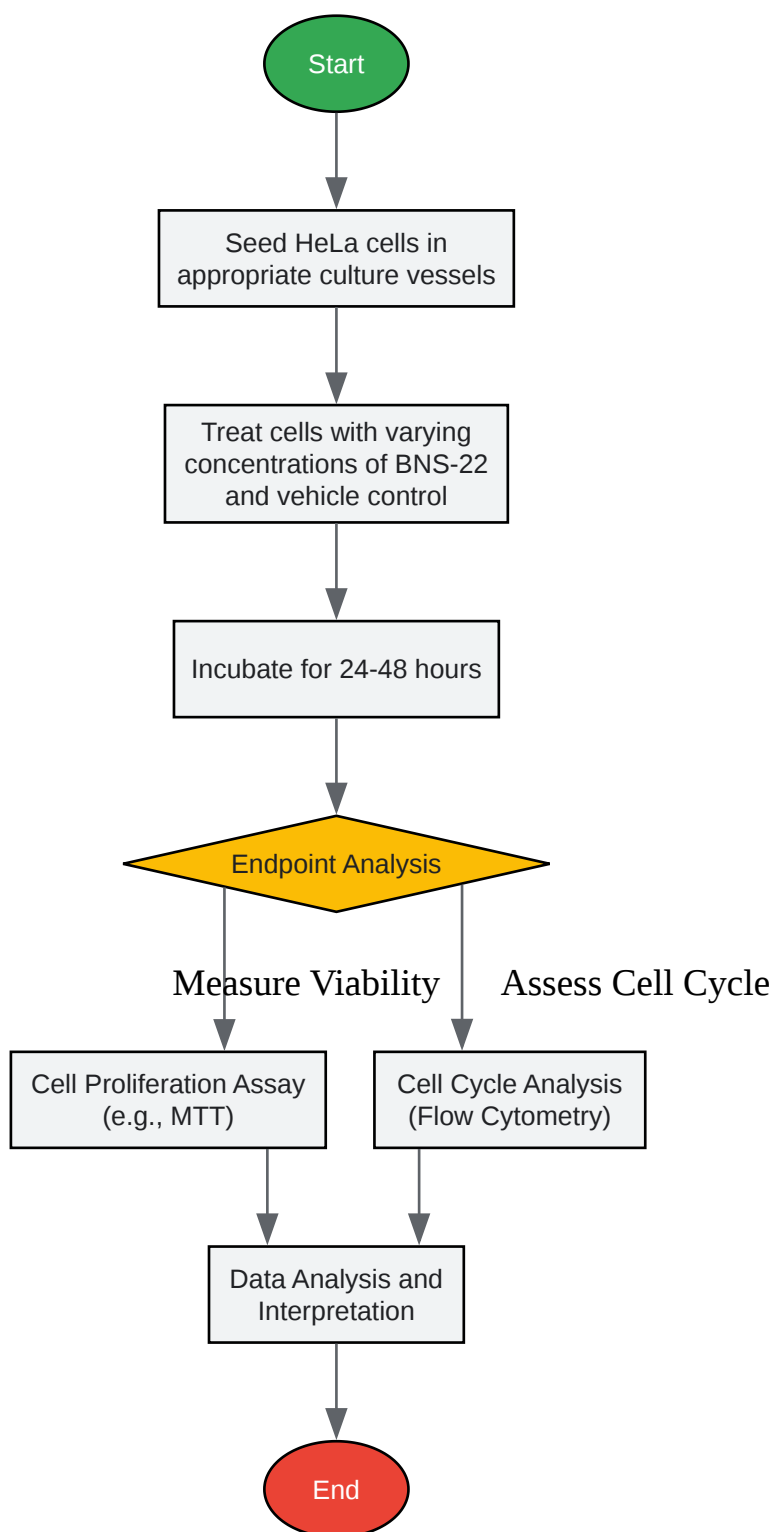 Start
Seed HeLa cells in
appropriate culture vessels
Treat cells with varying
concentrations of BNS-22
and vehicle control
Incubate for 24-48 hours
Endpoint Analysis
Measure Viability
Assess Cell Cycle
Cell Proliferation Assay
(e.g., MTT)
Cell Cycle Analysis
(Flow Cytometry)
Data Analysis and
Interpretation
End